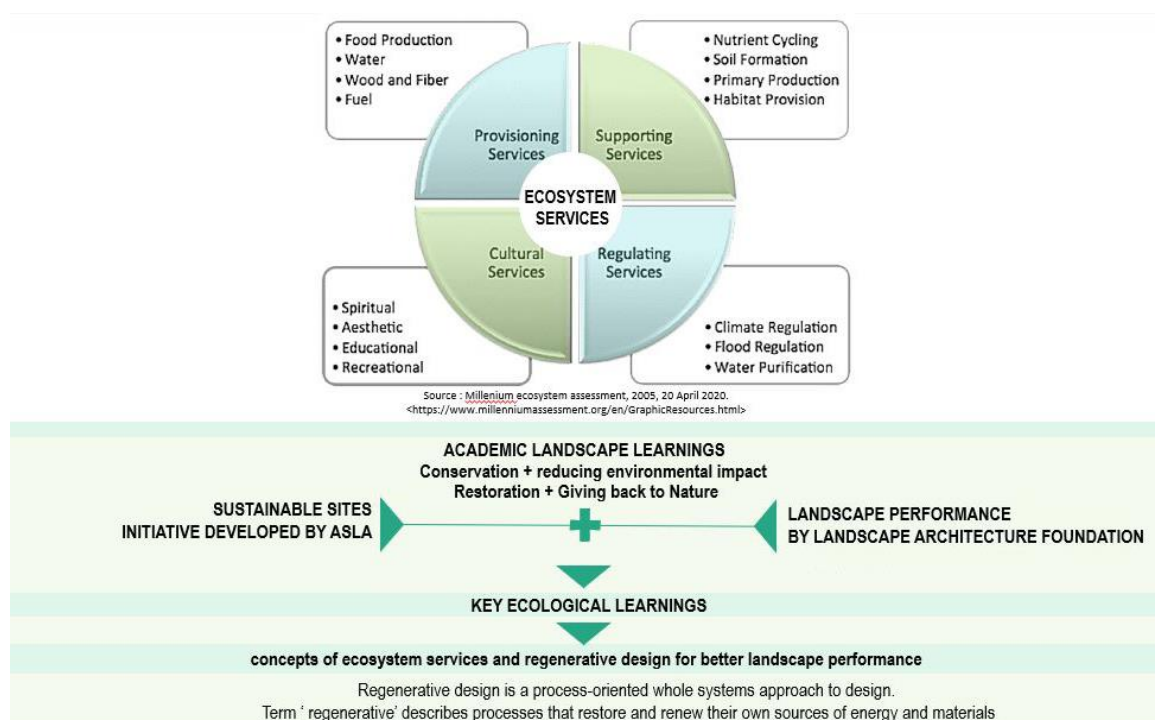 • Food Production
• Water
• Wood and Fiber
• Fuel
• Nutrient Cycling
• Soil Formation
• Primary Production
• Habitat Provision
Provisioning
Services
Supporting
Services
ECOSYSTEM
SERVICES
Cultural
Services
Regulating
Services
• Spiritual
• Aesthetic
• Educational
• Recreational
• Climate Regulation
• Flood Regulation
• Water Purification
Source : Millenium ecosystem assessment, 2005, 20 April 2020.
<https://www.millenniumassessment.org/en/GraphicResources.html>
ACADEMIC LANDSCAPE LEARNINGS
Conservation + reducing environmental impact
Restoration + Giving back to Nature
SUSTAINABLE SITES
INITIATIVE DEVELOPED BY ASLA
LANDSCAPE PERFORMANCE
BY LANDSCAPE ARCHITECTURE FOUNDATION
KEY ECOLOGICAL LEARNINGS
concepts of ecosystem services and regenerative design for better landscape performance
Regenerative design is a process-oriented whole systems approach to design.
Term ‘ regenerative’ describes processes that restore and renew their own sources of energy and materials